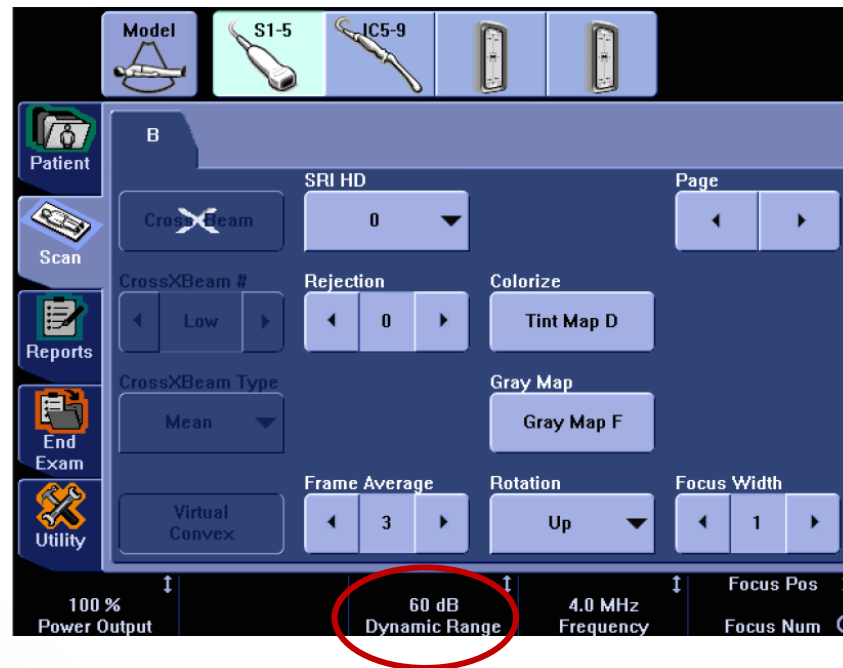 Model
S1-5
IC5-9
Patient
B
SRI HD
Page
CrossXBeam
0
Scan
CrossXBeam #
Rejection
Colorize
Low
0
Tint Map D
Reports
CrossXBeam Type
Gray Map
Mean
Gray Map F
End
Exam
Frame Average
Rotation
Focus Width
Virtual
Convex
3
Up
1
Utility
100 %
Power Output
60 dB
Dynamic Range
4.0 MHz
Frequency
Focus Pos
Focus Num